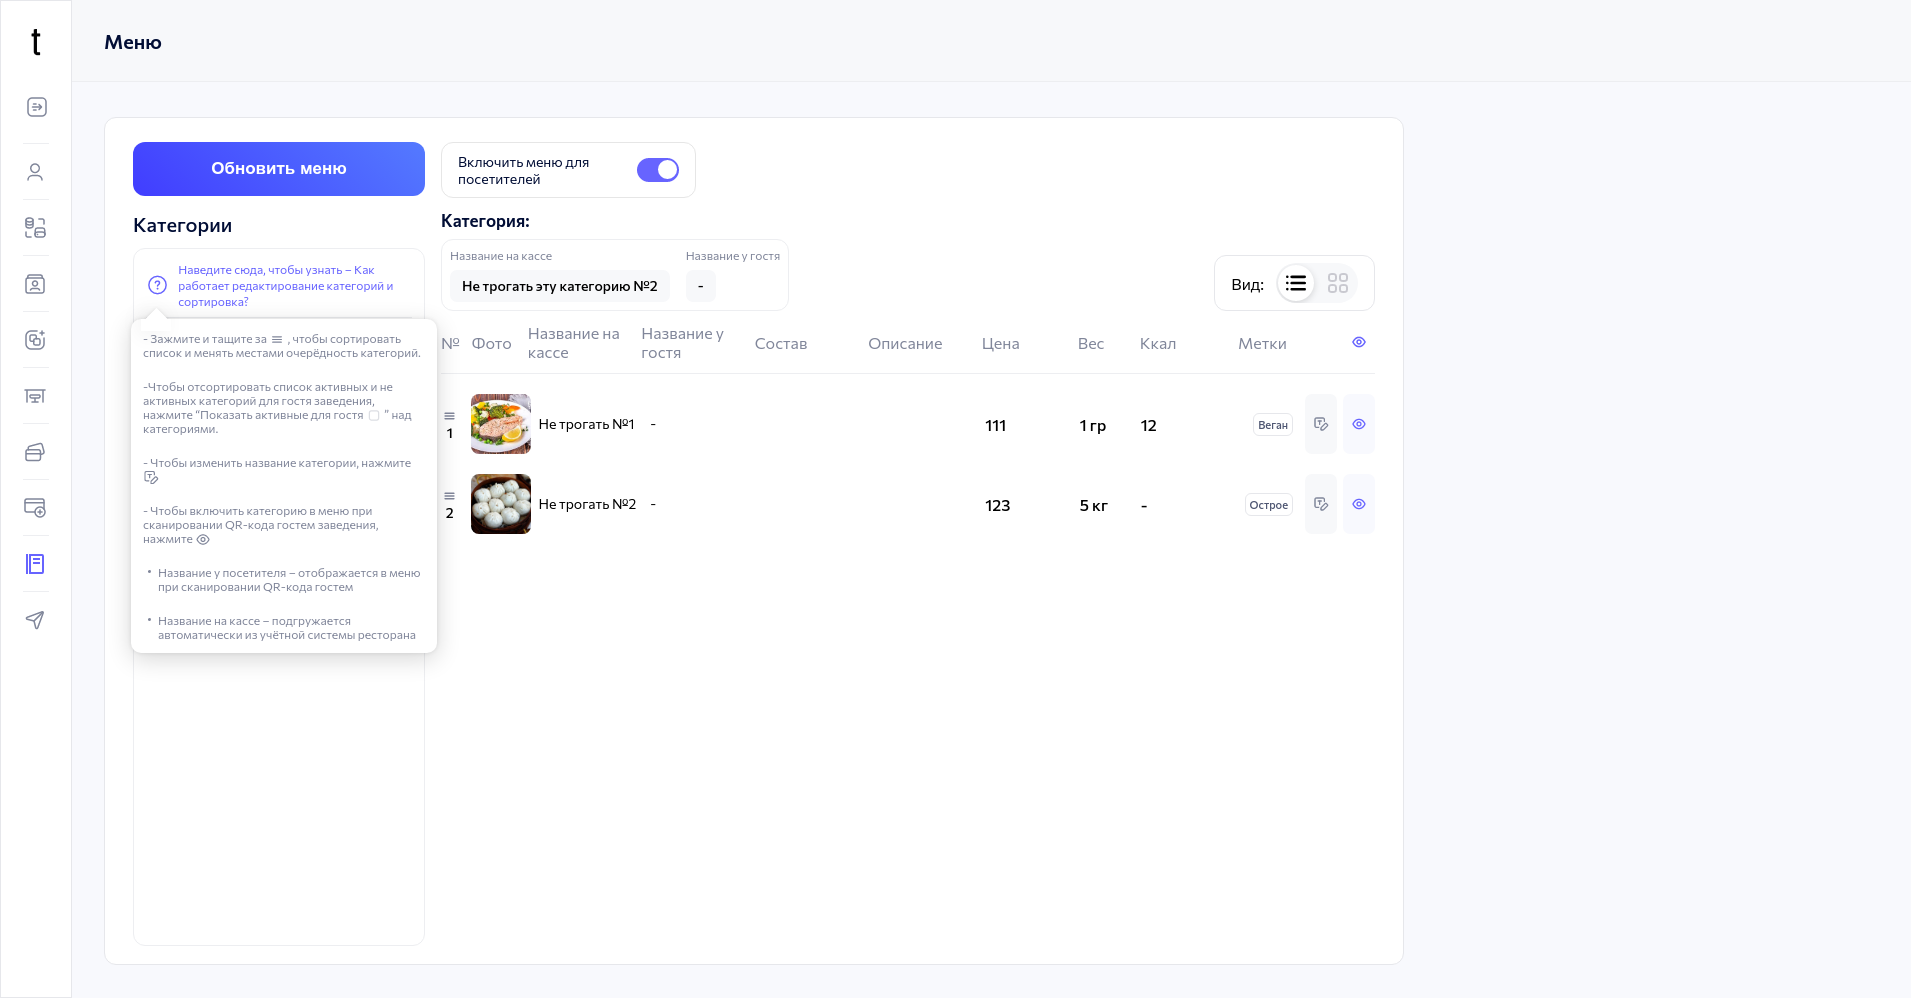 t
Меню
Обновить меню
Включить меню для
посетителей
Категории
Наведите сюда, чтобы узнать – Как
работает редактирование категорий и
сортировка?
- Зажмите и тащите за , чтобы сортировать
список и менять местами очерёдность категорий.
-Чтобы отсортировать список активных и не
активных категорий для гостя заведения,
нажмите “Показать активные для гостя ” над
категориями.
- Чтобы изменить название категории, нажмите
- Чтобы включить категорию в меню при
сканировании QR-кода гостем заведения,
нажмите
• Название у посетителя – отображается в меню
при сканировании QR-кода гостем
• Название на кассе – подгружается
автоматически из учётной системы ресторана
Категория:
Название на кассе Название у гостя
Не трогать эту категорию №2 -
Вид:
№ Фото Название на кассе Название у гостя Состав Описание Цена Вес Ккал Метки
1 Не трогать №1 - 111 1 гр 12 Веган
2 Не трогать №2 - 123 5 кг - Острое